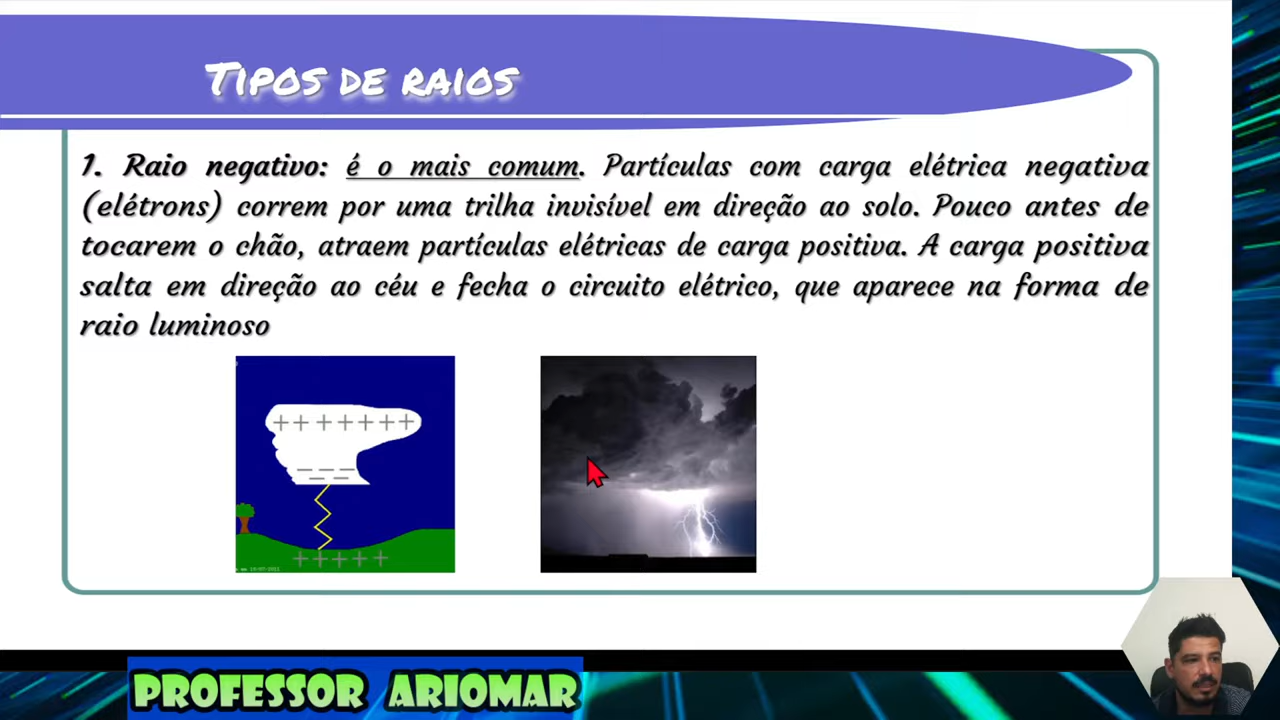 Tipos de raios
1. Raio negativo: é o mais comum. Partículas com carga elétrica negativa
(elétrons) correm por uma trilha invisível em direção ao solo. Pouco antes de
tocarem o chão, atraem partículas elétricas de carga positiva. A carga positiva
salta em direção ao céu e fecha o circuito elétrico, que aparece na forma de
raio luminoso
+ + + + + + +
— — —
— —
+ + + + +
PROFESSOR ARIOMAR